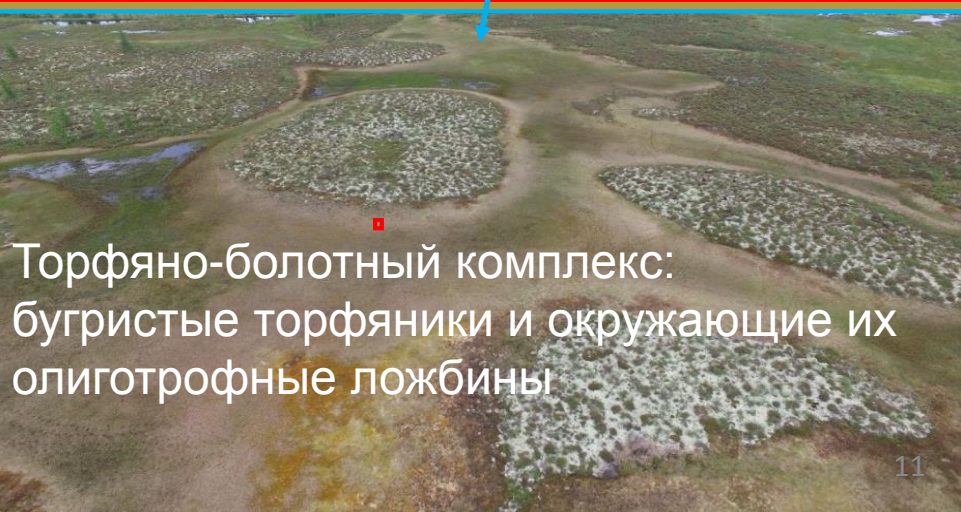 Торфяно-болотный комплекс:
бугристые торфяники и окружающие их
олиготрофные ложбины
11